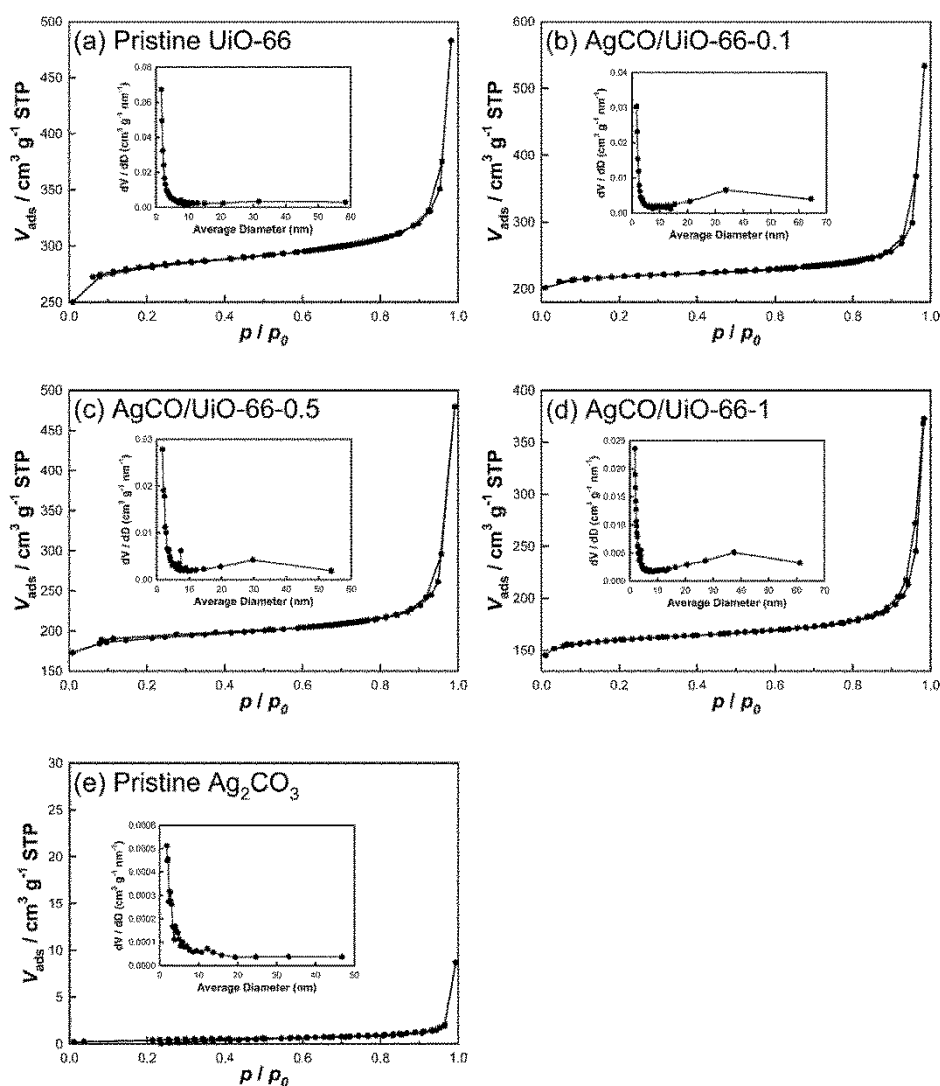 (a) Pristine UiO-66
500
450
400
350
300
250
V_ads / cm³ g⁻¹ STP
0.0 0.2 0.4 0.6 0.8 1.0
p / p₀
0.08
0.06
0.04
0.02
0.00
dV / dD (cm³ g⁻¹ nm⁻¹)
0 10 20 30 40 50 60
Average Diameter (nm)
(b) AgCO/UiO-66-0.1
600
500
400
300
200
V_ads / cm³ g⁻¹ STP
0.0 0.2 0.4 0.6 0.8 1.0
p / p₀
0.04
0.03
0.02
0.01
0.00
dV / dD (cm³ g⁻¹ nm⁻¹)
0 10 20 30 40 50 60 70
Average Diameter (nm)
(c) AgCO/UiO-66-0.5
500
450
400
350
300
250
200
150
V_ads / cm³ g⁻¹ STP
0.0 0.2 0.4 0.6 0.8 1.0
p / p₀
0.03
0.02
0.01
0.00
dV / dD (cm³ g⁻¹ nm⁻¹)
0 10 20 30 40 50 60
Average Diameter (nm)
(d) AgCO/UiO-66-1
400
350
300
250
200
150
V_ads / cm³ g⁻¹ STP
0.0 0.2 0.4 0.6 0.8 1.0
p / p₀
0.025
0.020
0.015
0.010
0.005
0.000
dV / dD (cm³ g⁻¹ nm⁻¹)
0 10 20 30 40 50 60 70
Average Diameter (nm)
(e) Pristine Ag₂CO₃
30
25
20
15
10
5
0
V_ads / cm³ g⁻¹ STP
0.0 0.2 0.4 0.6 0.8 1.0
p / p₀
0.0006
0.0005
0.0004
0.0003
0.0002
0.0001
0.0000
dV / dD (cm³ g⁻¹ nm⁻¹)
0 10 20 30 40 50
Average Diameter (nm)